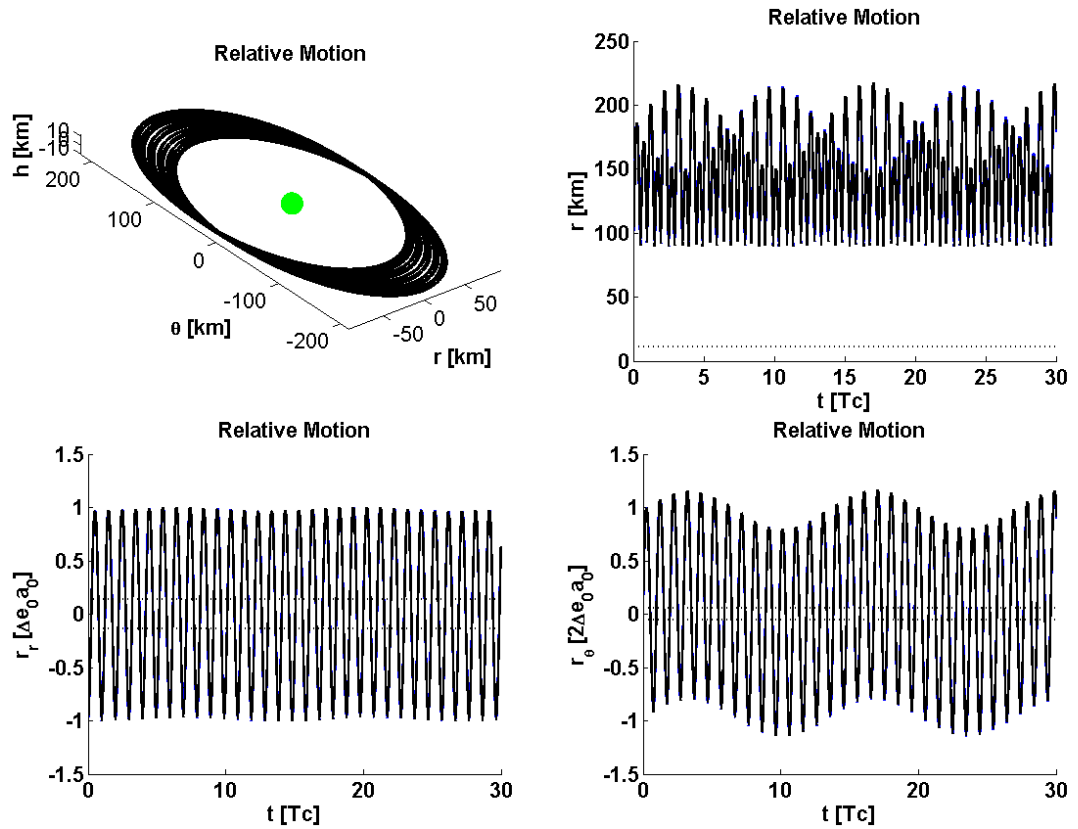 Relative Motion
h [km]
10
0
-10
200
100
0
-100
-200
θ [km]
-50
0
50
r [km]
Relative Motion
r [km]
250
200
150
100
50
0
0 5 10 15 20 25 30
t [Tc]
Relative Motion
r_r [Δe_0a_0]
1.5
1
0.5
0
-0.5
-1
-1.5
0 10 20 30
t [Tc]
Relative Motion
r_θ [2Δe_0a_0]
1.5
1
0.5
0
-0.5
-1
-1.5
0 10 20 30
t [Tc]